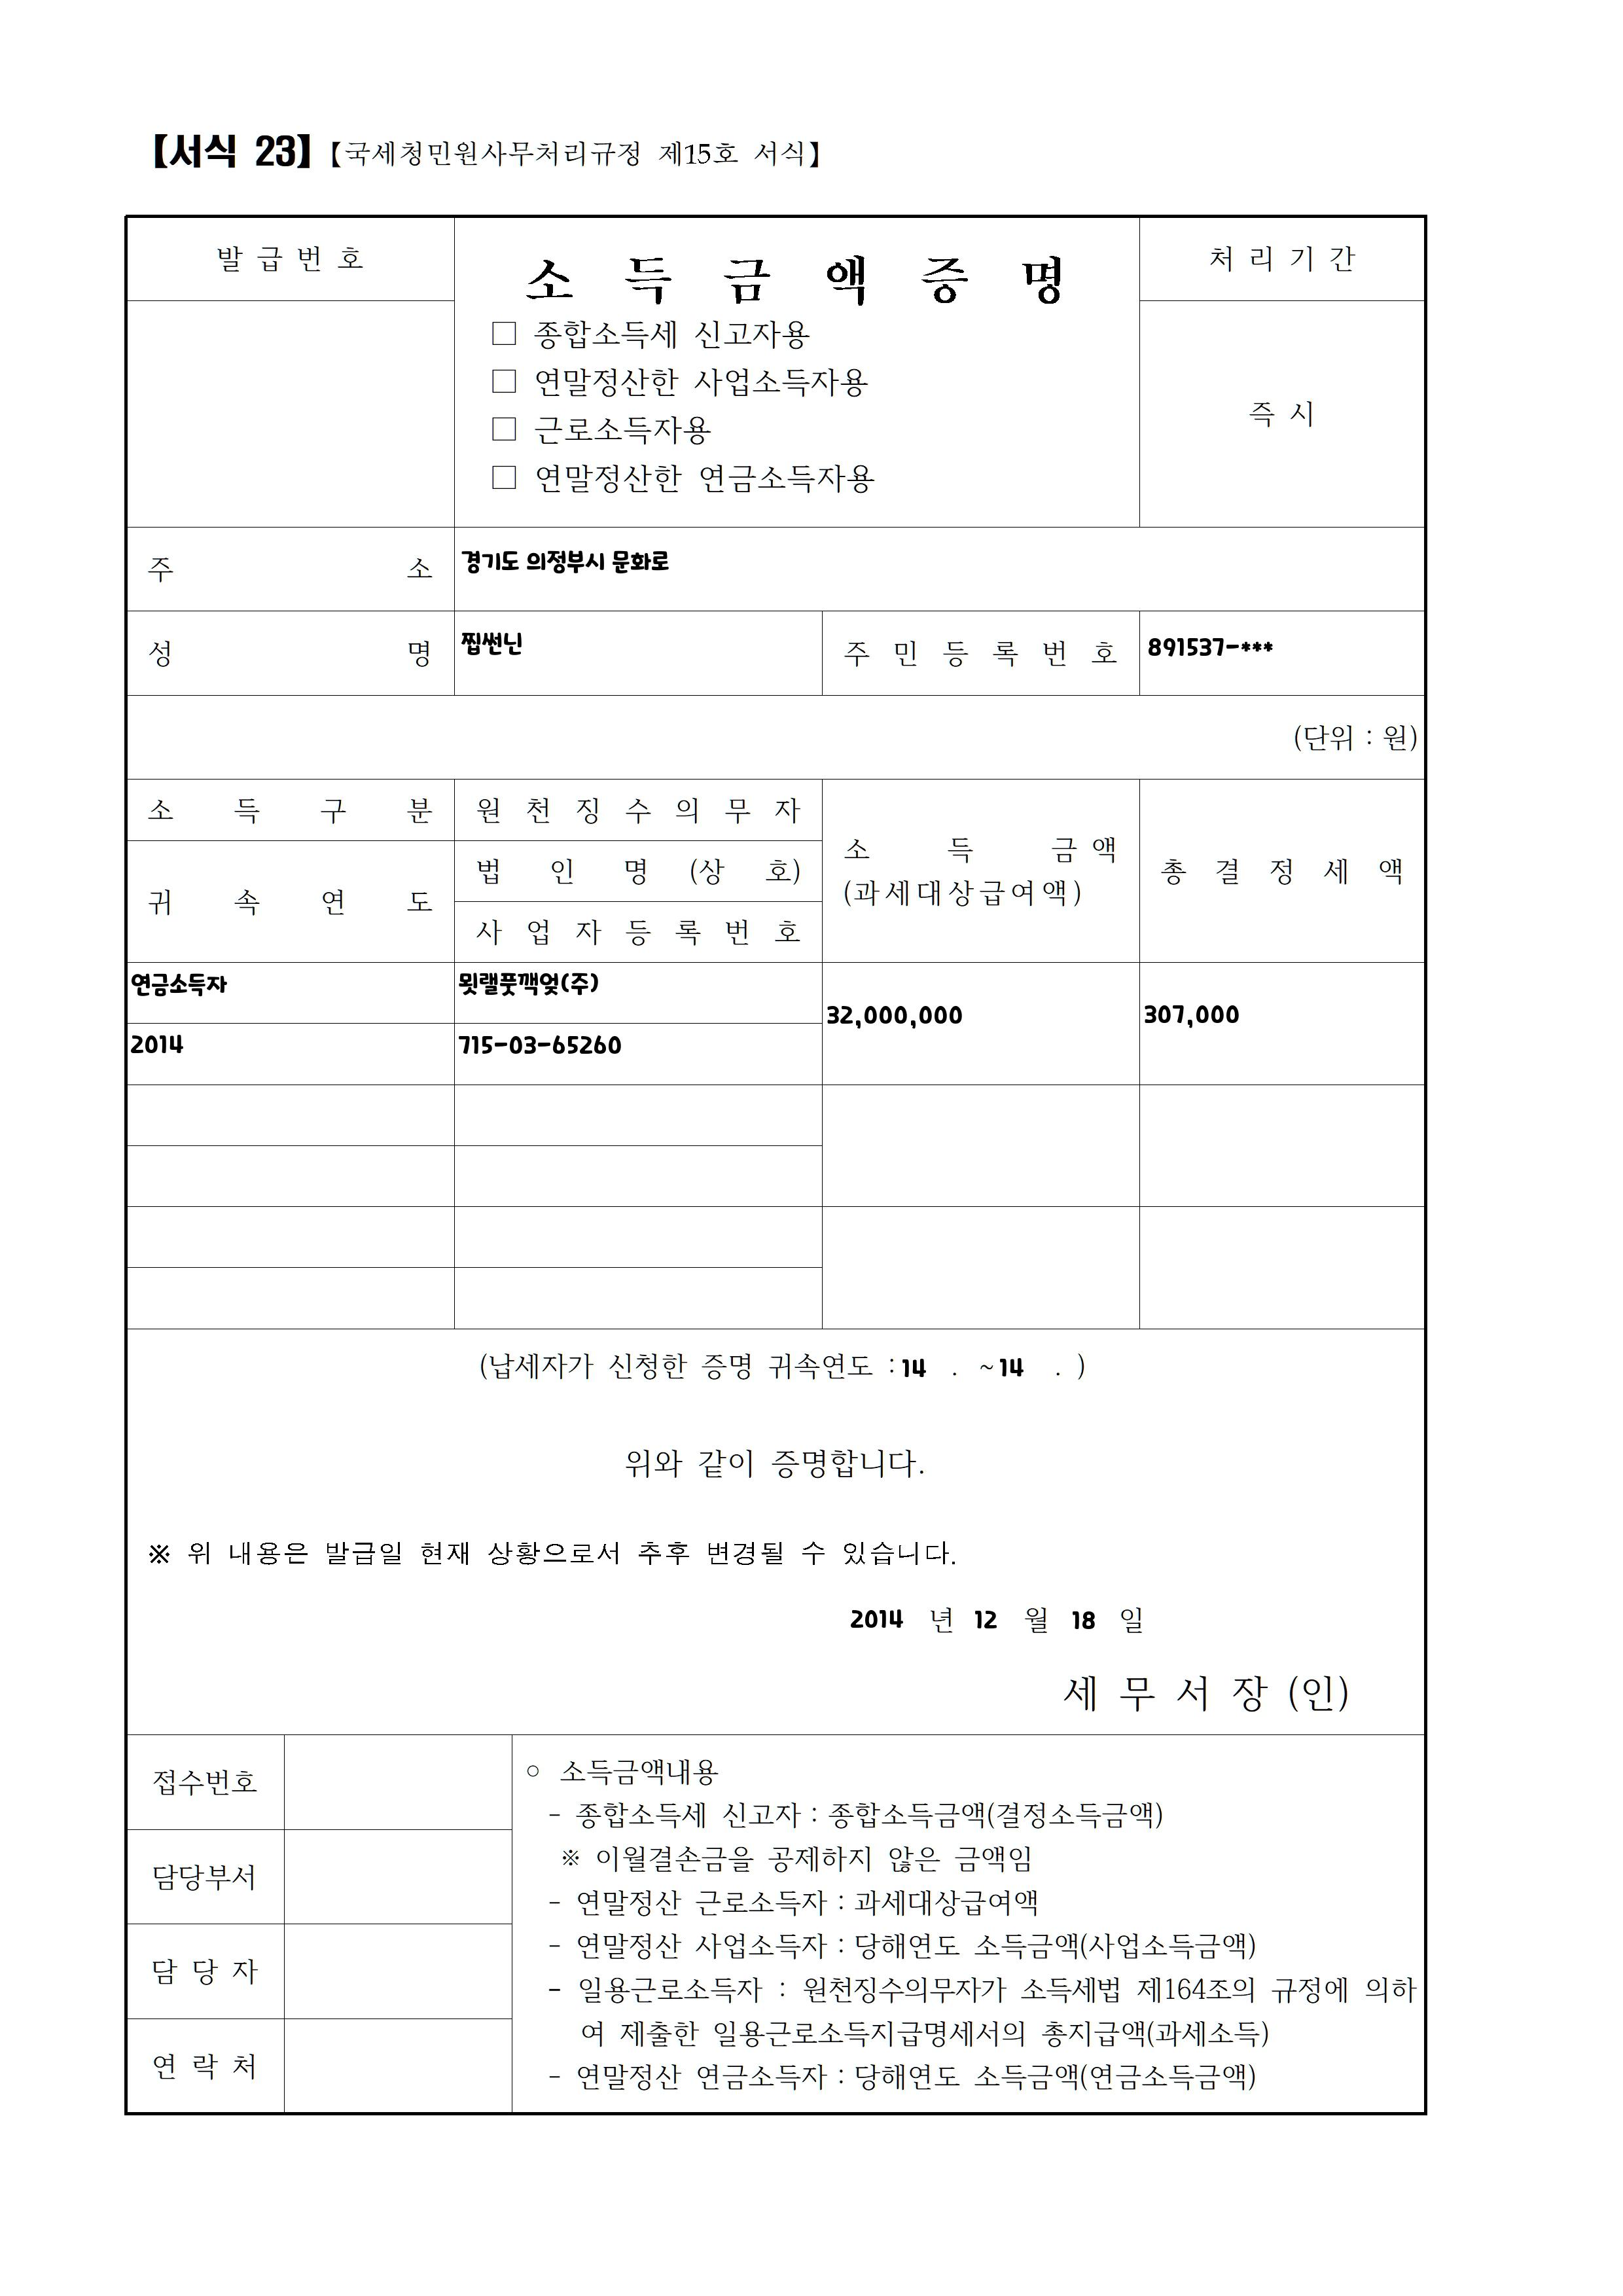 【서식 23】【국세청민원사무처리규정 제15호 서식】
발 급 번 호
소 득 금 액 증 명
처 리 기 간
□ 종합소득세 신고자용
□ 연말정산한 사업소득자용
□ 근로소득자용
□ 연말정산한 연금소득자용
즉 시
주 소 경기도 의정부시 문화로
성 명 찝썬닌 주 민 등 록 번 호 891537-***
(단위 : 원)
소 득 구 분 원 천 징 수 의 무 자
귀 속 연 도 법 인 명 (상 호)
사 업 자 등 록 번 호
소 득 금 액
(과세대상급여액)
총 결 정 세 액
연금소득자 묏랠풋깩엊(주) 32,000,000 307,000
2014 715-03-65260
(납세자가 신청한 증명 귀속연도 : 14 . ~ 14 . )
위와 같이 증명합니다.
※ 위 내용은 발급일 현재 상황으로서 추후 변경될 수 있습니다.
2014 년 12 월 18 일
세 무 서 장 (인)
접수번호
담당부서
담 당 자
연 락 처
○ 소득금액내용
- 종합소득세 신고자 : 종합소득금액(결정소득금액)
※ 이월결손금을 공제하지 않은 금액임
- 연말정산 근로소득자 : 과세대상급여액
- 연말정산 사업소득자 : 당해연도 소득금액(사업소득금액)
- 일용근로소득자 : 원천징수의무자가 소득세법 제164조의 규정에 의하
여 제출한 일용근로소득지급명세서의 총지급액(과세소득)
- 연말정산 연금소득자 : 당해연도 소득금액(연금소득금액)